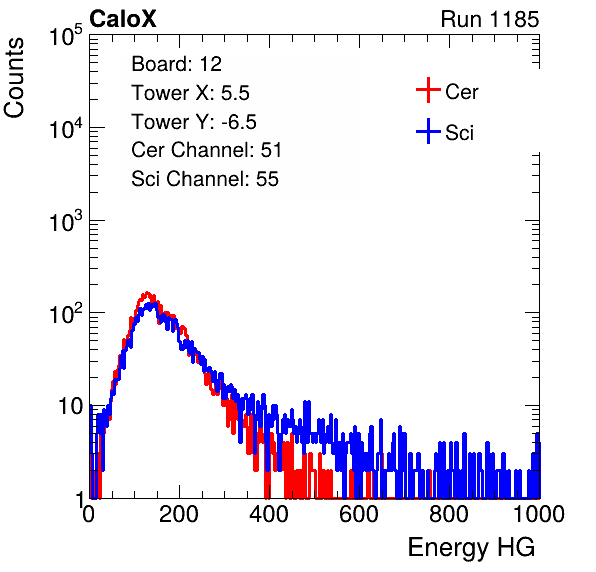 CaloX Run 1185
Counts
10^5
10^4
10^3
10^2
10
1
Board: 12
Tower X: 5.5
Tower Y: -6.5
Cer Channel: 51
Sci Channel: 55
Cer
Sci
0 200 400 600 800 1000
Energy HG